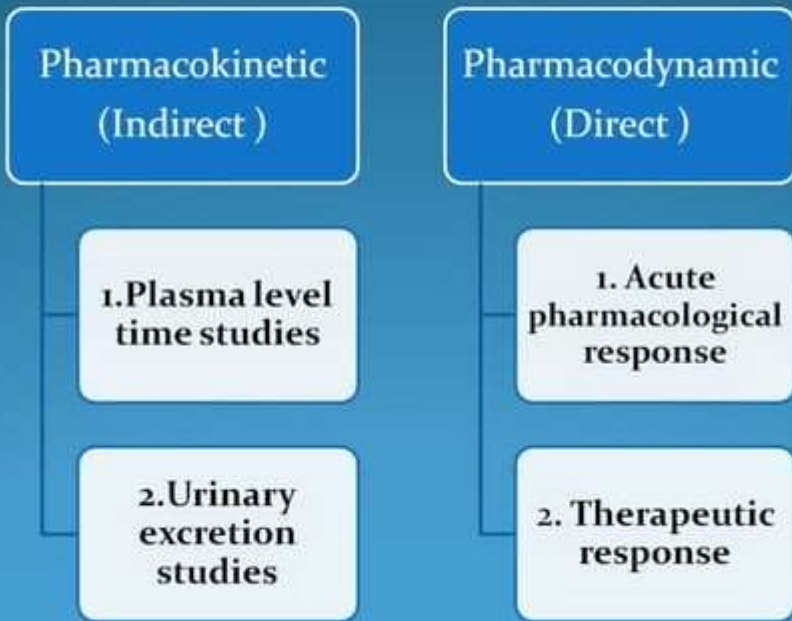 Pharmacokinetic
(Indirect )
1.Plasma level
time studies
2.Urinary
excretion
studies
Pharmacodynamic
(Direct )
1. Acute
pharmacological
response
2. Therapeutic
response